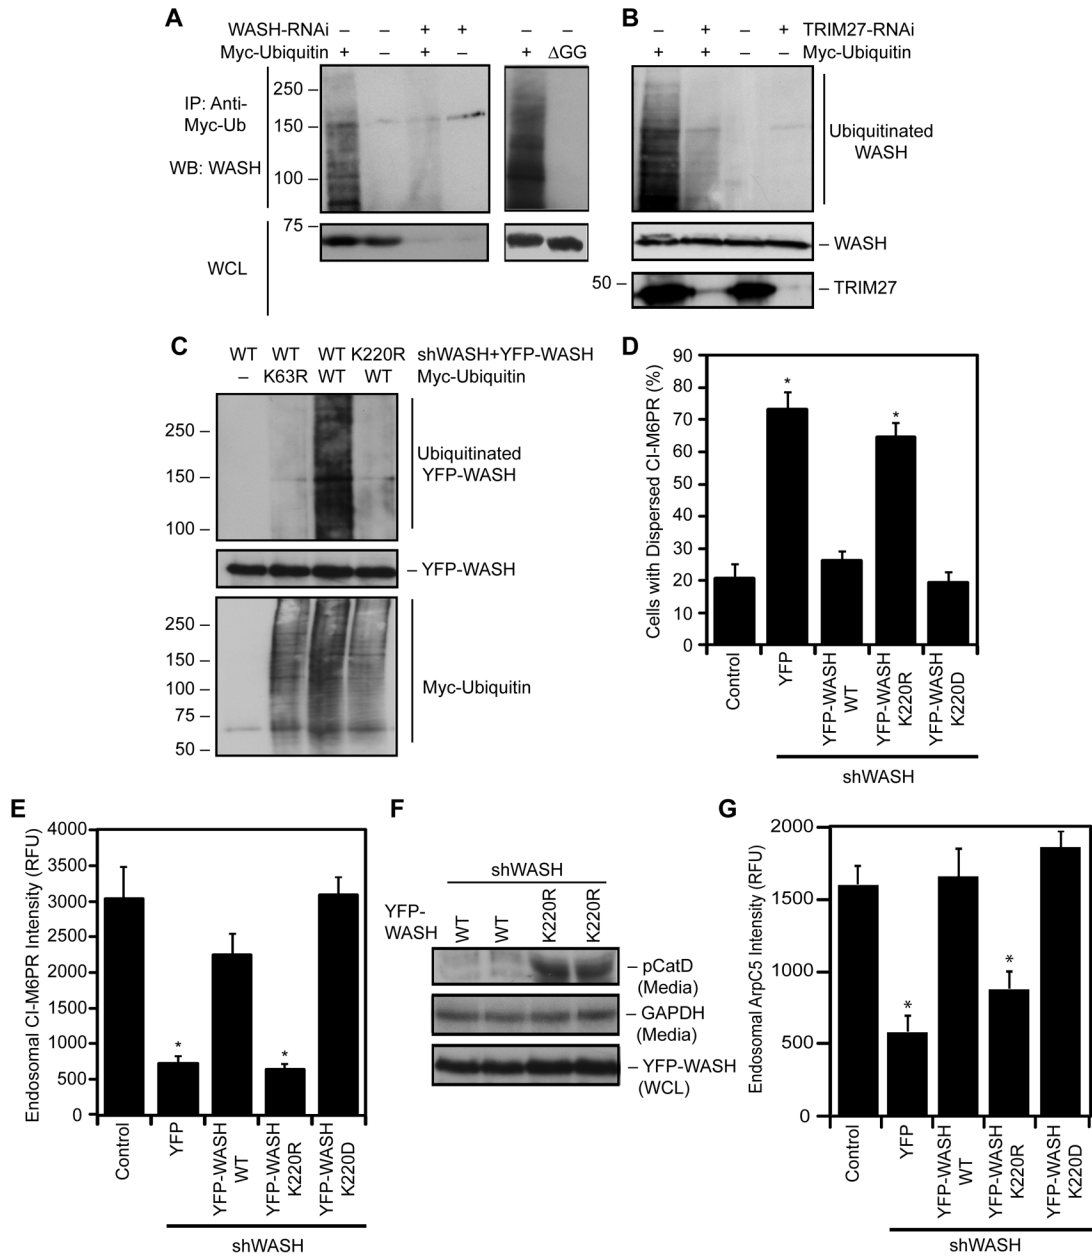 A
WASH-RNAi – – + +
Myc-Ubiquitin + – + –
– –
+ ΔGG
IP: Anti-
Myc-Ub
WB: WASH
250 –
150 –
100 –
75 –
WCL
B
– + – + TRIM27-RNAi
+ + – – Myc-Ubiquitin
Ubiquitinated
WASH
– WASH
50 –
– TRIM27
C
WT WT WT K220R shWASH+YFP-WASH
– K63R WT WT Myc-Ubiquitin
250 –
150 –
100 –
Ubiquitinated
YFP-WASH
– YFP-WASH
250 –
150 –
100 –
75 –
50 –
Myc-Ubiquitin
D
Cells with Dispersed CI-M6PR (%)
90
80
70
60
50
40
30
20
10
0
*
*
Control
YFP
YFP-WASH
WT
YFP-WASH
K220R
YFP-WASH
K220D
shWASH
E
Endosomal CI-M6PR Intensity (RFU)
4000
3500
3000
2500
2000
1500
1000
500
0
*
*
Control
YFP
YFP-WASH
WT
YFP-WASH
K220R
YFP-WASH
K220D
shWASH
F
shWASH
YFP-
WASH
WT
WT
K220R
K220R
– pCatD
(Media)
– GAPDH
(Media)
– YFP-WASH
(WCL)
G
Endosomal ArpC5 Intensity (RFU)
2000
1500
1000
500
0
*
*
Control
YFP
YFP-WASH
WT
YFP-WASH
K220R
YFP-WASH
K220D
shWASH